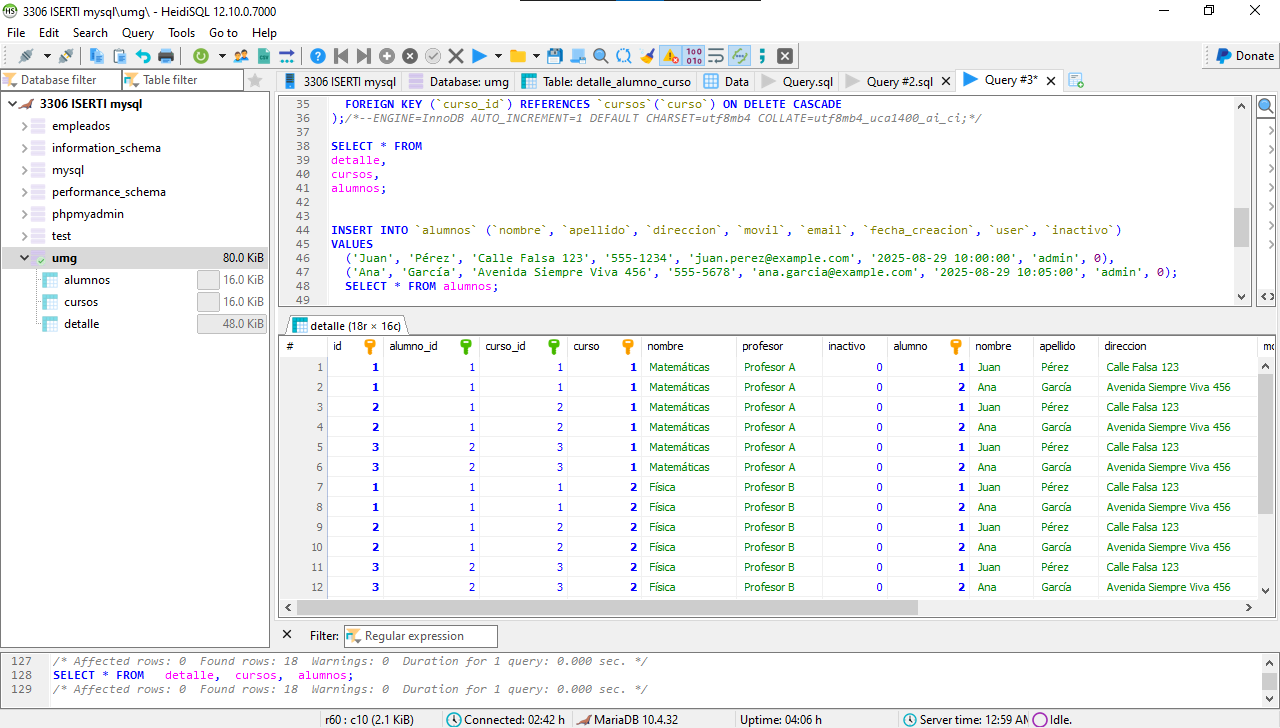 3306 ISERTI mysql\umg\ - HeidiSQL 12.10.0.7000
File Edit Search Query Tools Go to Help
Donate
Database filter Table filter
3306 ISERTI mysql Database: umg Table: detalle_alumno_curso Data Query.sql Query #2.sql Query #3*
3306 ISERTI mysql
empleados
information_schema
mysql
performance_schema
phpmyadmin
test
umg 80.0 KiB
alumnos 16.0 KiB
cursos 16.0 KiB
detalle 48.0 KiB
35 FOREIGN KEY (`curso_id`) REFERENCES `cursos`(`curso`) ON DELETE CASCADE
36 );/*--ENGINE=InnoDB AUTO_INCREMENT=1 DEFAULT CHARSET=utf8mb4 COLLATE=utf8mb4_uca1400_ai_ci;*/
37
38 SELECT * FROM
39 detalle,
40 cursos,
41 alumnos;
42
43
44 INSERT INTO `alumnos` (`nombre`, `apellido`, `direccion`, `movil`, `email`, `fecha_creacion`, `user`, `inactivo`)
45 VALUES
46 ('Juan', 'Pérez', 'Calle Falsa 123', '555-1234', 'juan.perez@example.com', '2025-08-29 10:00:00', 'admin', 0),
47 ('Ana', 'García', 'Avenida Siempre Viva 456', '555-5678', 'ana.garcia@example.com', '2025-08-29 10:05:00', 'admin', 0);
48 SELECT * FROM alumnos;
49
detalle (18r × 16c)
# id alumno_id curso_id curso nombre profesor inactivo alumno nombre apellido direccion mo
1 1 1 1 1 Matemáticas Profesor A 0 1 Juan Pérez Calle Falsa 123
2 1 1 1 1 Matemáticas Profesor A 0 2 Ana García Avenida Siempre Viva 456
3 2 1 2 1 Matemáticas Profesor A 0 1 Juan Pérez Calle Falsa 123
4 2 1 2 1 Matemáticas Profesor A 0 2 Ana García Avenida Siempre Viva 456
5 3 2 3 1 Matemáticas Profesor A 0 1 Juan Pérez Calle Falsa 123
6 3 2 3 1 Matemáticas Profesor A 0 2 Ana García Avenida Siempre Viva 456
7 1 1 1 2 Física Profesor B 0 1 Juan Pérez Calle Falsa 123
8 1 1 1 2 Física Profesor B 0 2 Ana García Avenida Siempre Viva 456
9 2 1 2 2 Física Profesor B 0 1 Juan Pérez Calle Falsa 123
10 2 1 2 2 Física Profesor B 0 2 Ana García Avenida Siempre Viva 456
11 3 2 3 2 Física Profesor B 0 1 Juan Pérez Calle Falsa 123
12 3 2 3 2 Física Profesor B 0 2 Ana García Avenida Siempre Viva 456
Filter: Regular expression
127 /* Affected rows: 0 Found rows: 18 Warnings: 0 Duration for 1 query: 0.000 sec. */
128 SELECT * FROM detalle, cursos, alumnos;
129 /* Affected rows: 0 Found rows: 18 Warnings: 0 Duration for 1 query: 0.000 sec. */
r60 : c10 (2.1 KiB) Connected: 02:42 h MariaDB 10.4.32 Uptime: 04:06 h Server time: 12:59 AM Idle.